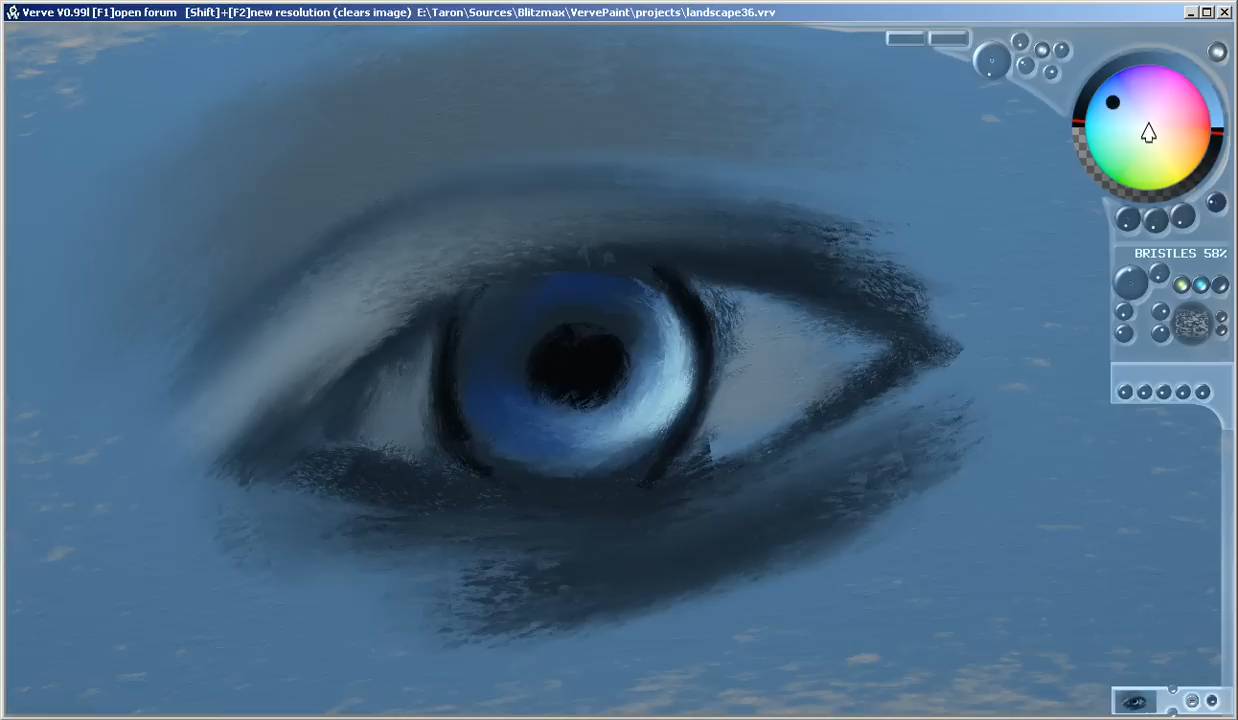 Verve V0.99l [F1]open forum [Shift]+[F2]new resolution (clears image) E:\Taron\Sources\Blitzmax\VervePaint\projects\landscape36.vrv
BRISTLES 58%